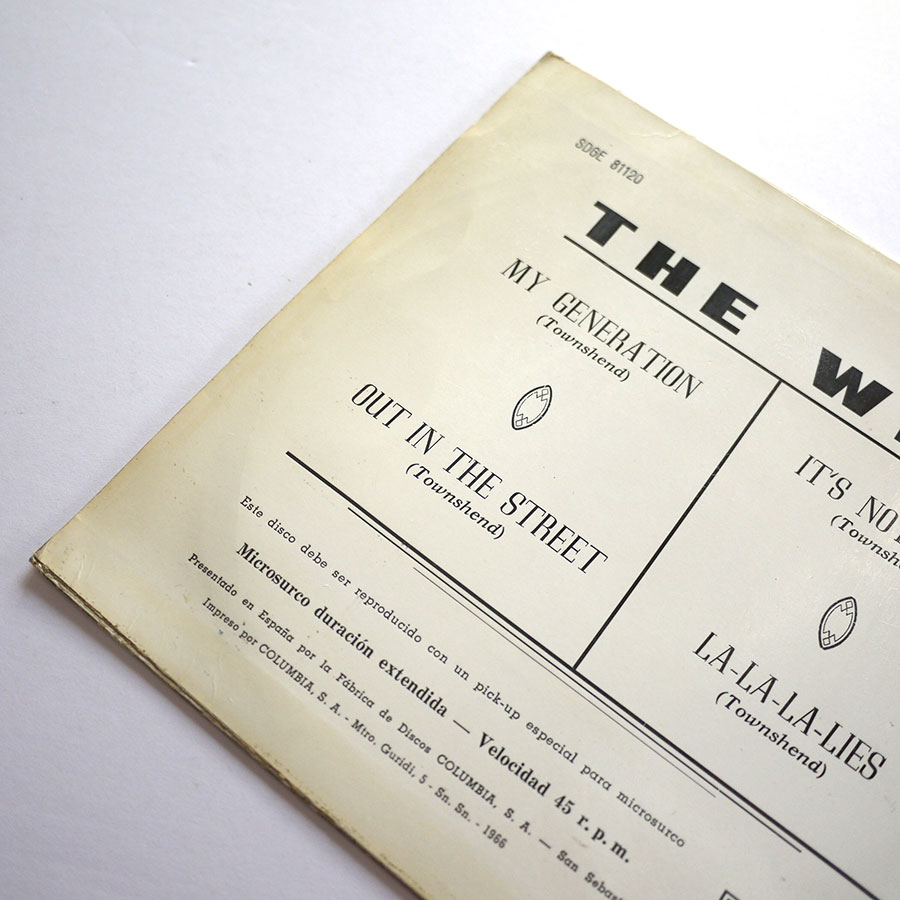 SDGE 81120
THE W
MY GENERATION
(Townshend)
OUT IN THE STREET
(Townshend)
IT'S NO
(Townsh
LA-LA-LA-LIES
(Townshend)
Este disco debe ser reproducido con un pick-up especial para microsurco
Microsurco duración extendida — Velocidad 45 r. p. m.
Presentado en España por la Fábrica de Discos COLUMBIA, S. A. — San Sebas
Impreso por COLUMBIA, S. A. - Mtro. Guridi, 5 - Sn. Sn. - 1966